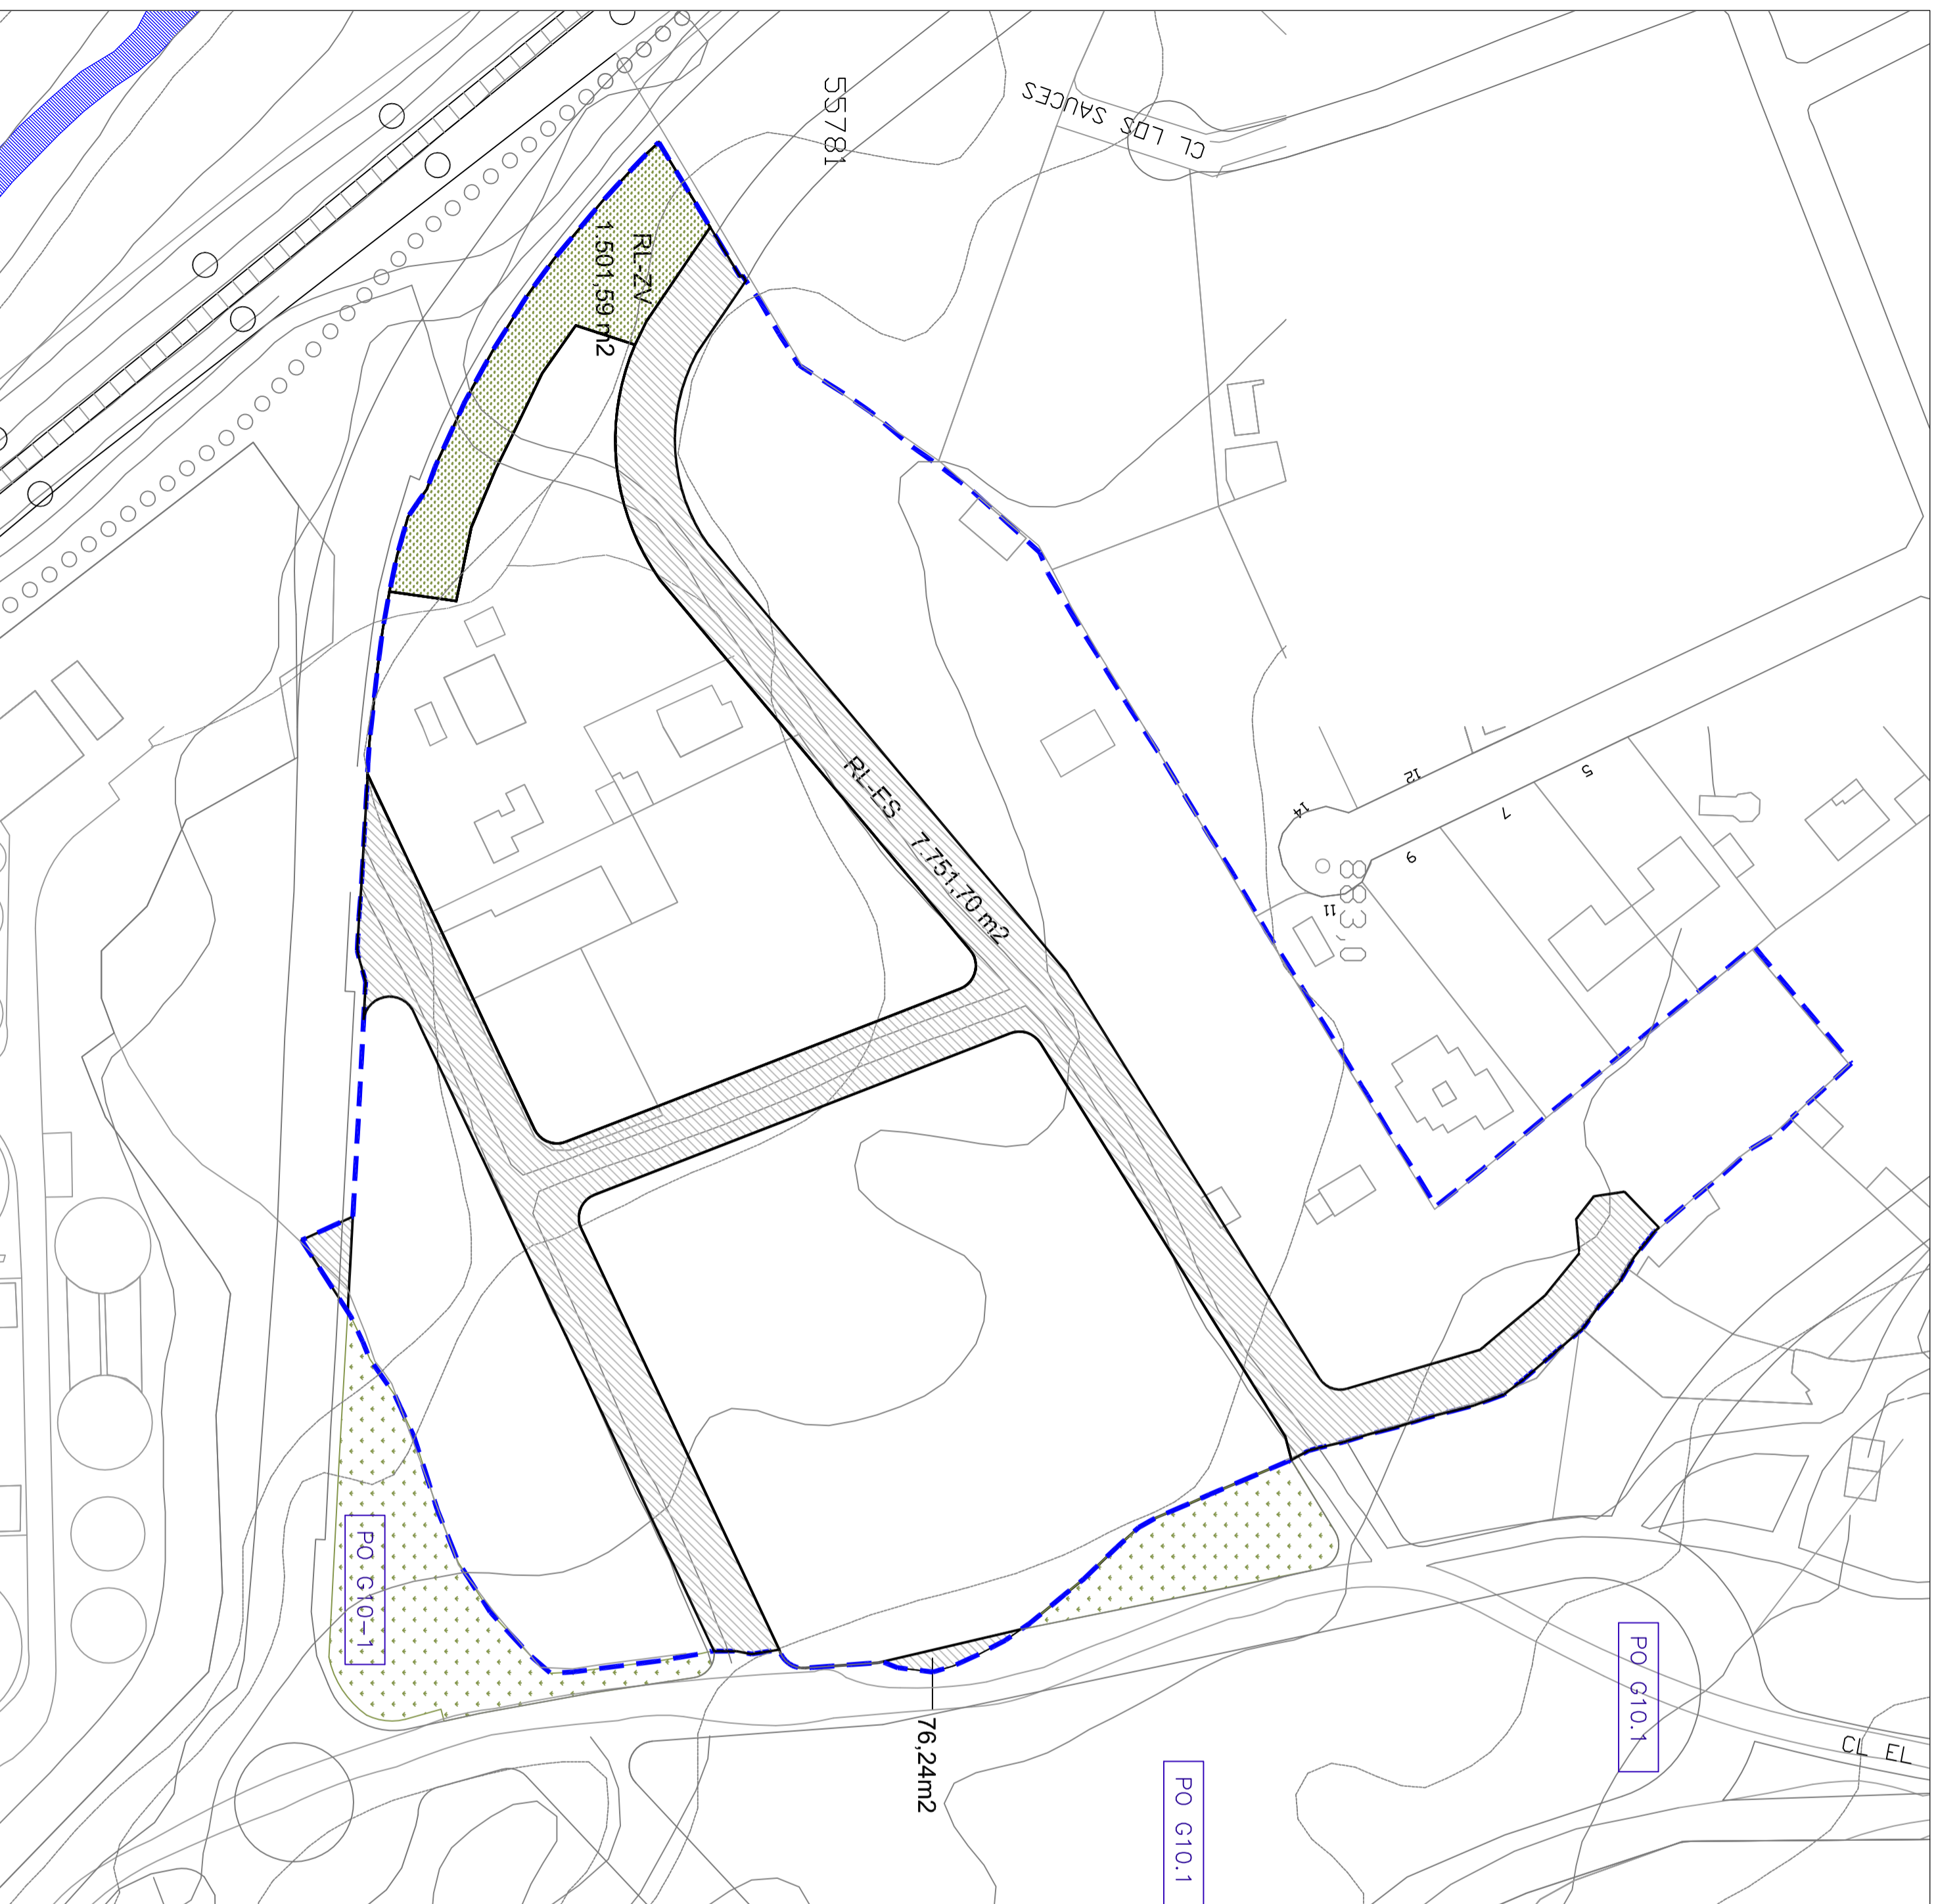 55781
CL LOS SAUCES
RL-ZV
1.501,59 m2
RL-ES 7.751,70 m2
12
14
5
7
9
11
883,0
PO G10-1
76,24m2
PO G10.1
PO G10.1
CL EL